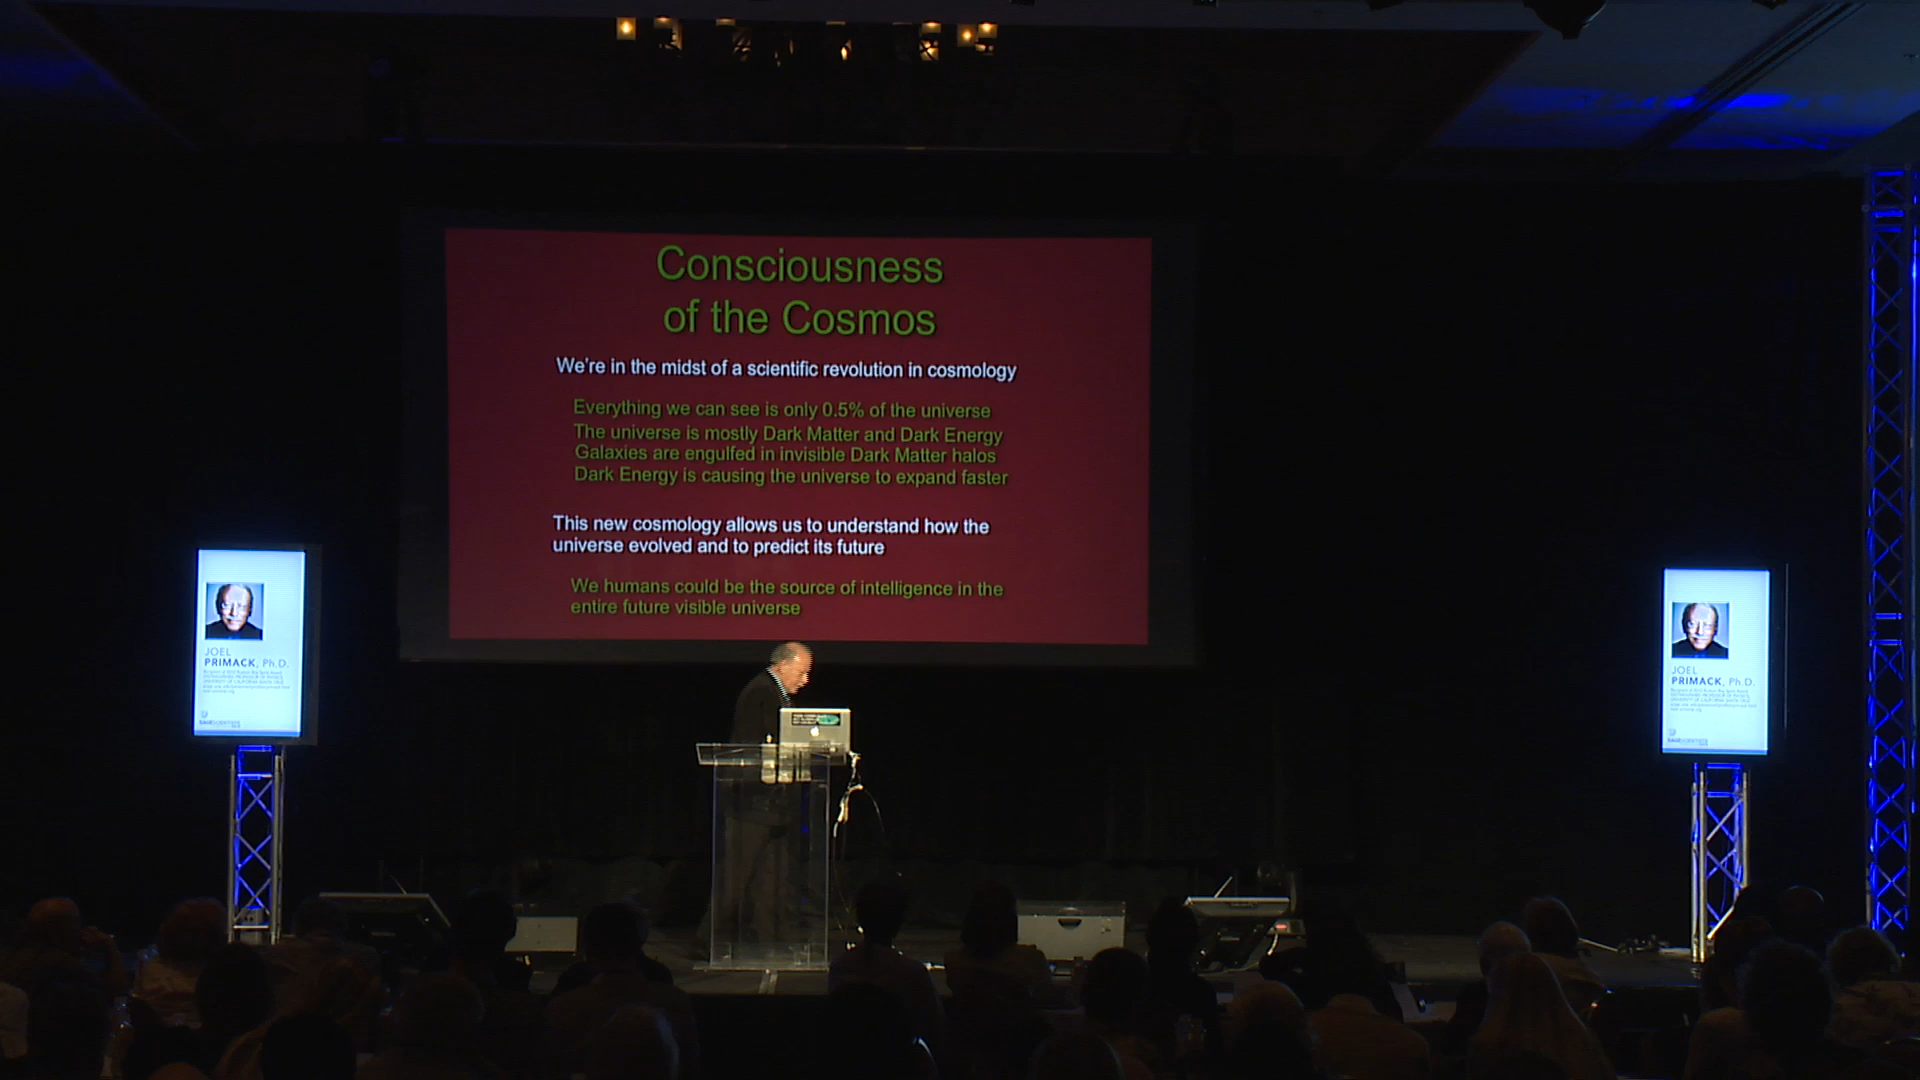 Consciousness
of the Cosmos
We're in the midst of a scientific revolution in cosmology
Everything we can see is only 0.5% of the universe
The universe is mostly Dark Matter and Dark Energy
Galaxies are engulfed in invisible Dark Matter halos
Dark Energy is causing the universe to expand faster
This new cosmology allows us to understand how the
universe evolved and to predict its future
We humans could be the source of intelligence in the
entire future visible universe
JOEL
PRIMACK, Ph.D.
JOEL
PRIMACK, Ph.D.